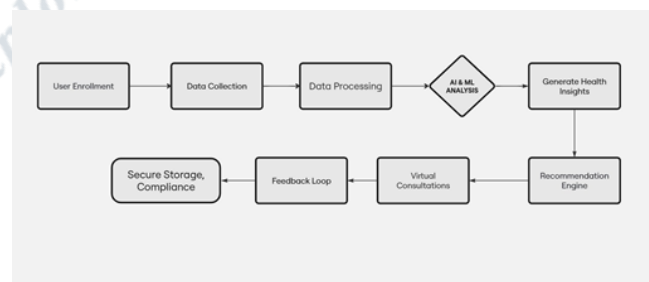 User Enrollment
Data Collection
Data Processing
AI & ML
ANALYSIS
Generate Health
Insights
Secure Storage,
Compliance
Feedback Loop
Virtual
Consultations
Recommendation
Engine